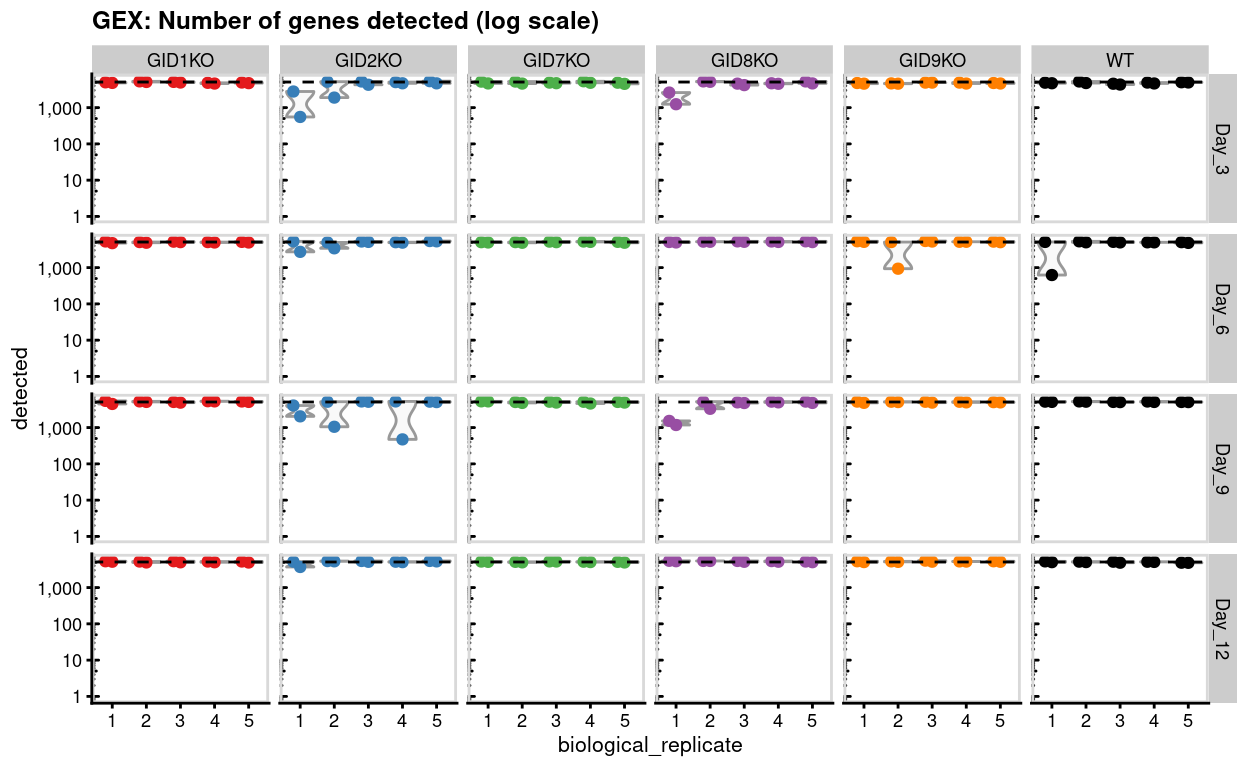 GEX: Number of genes detected (log scale)
GID1KO GID2KO GID7KO GID8KO GID9KO WT
1,000
100
10
1
Day_3
1,000
100
10
1
Day_6
1,000
100
10
1
Day_9
1,000
100
10
1
Day_12
detected
1 2 3 4 5 1 2 3 4 5 1 2 3 4 5 1 2 3 4 5 1 2 3 4 5 1 2 3 4 5
biological_replicate